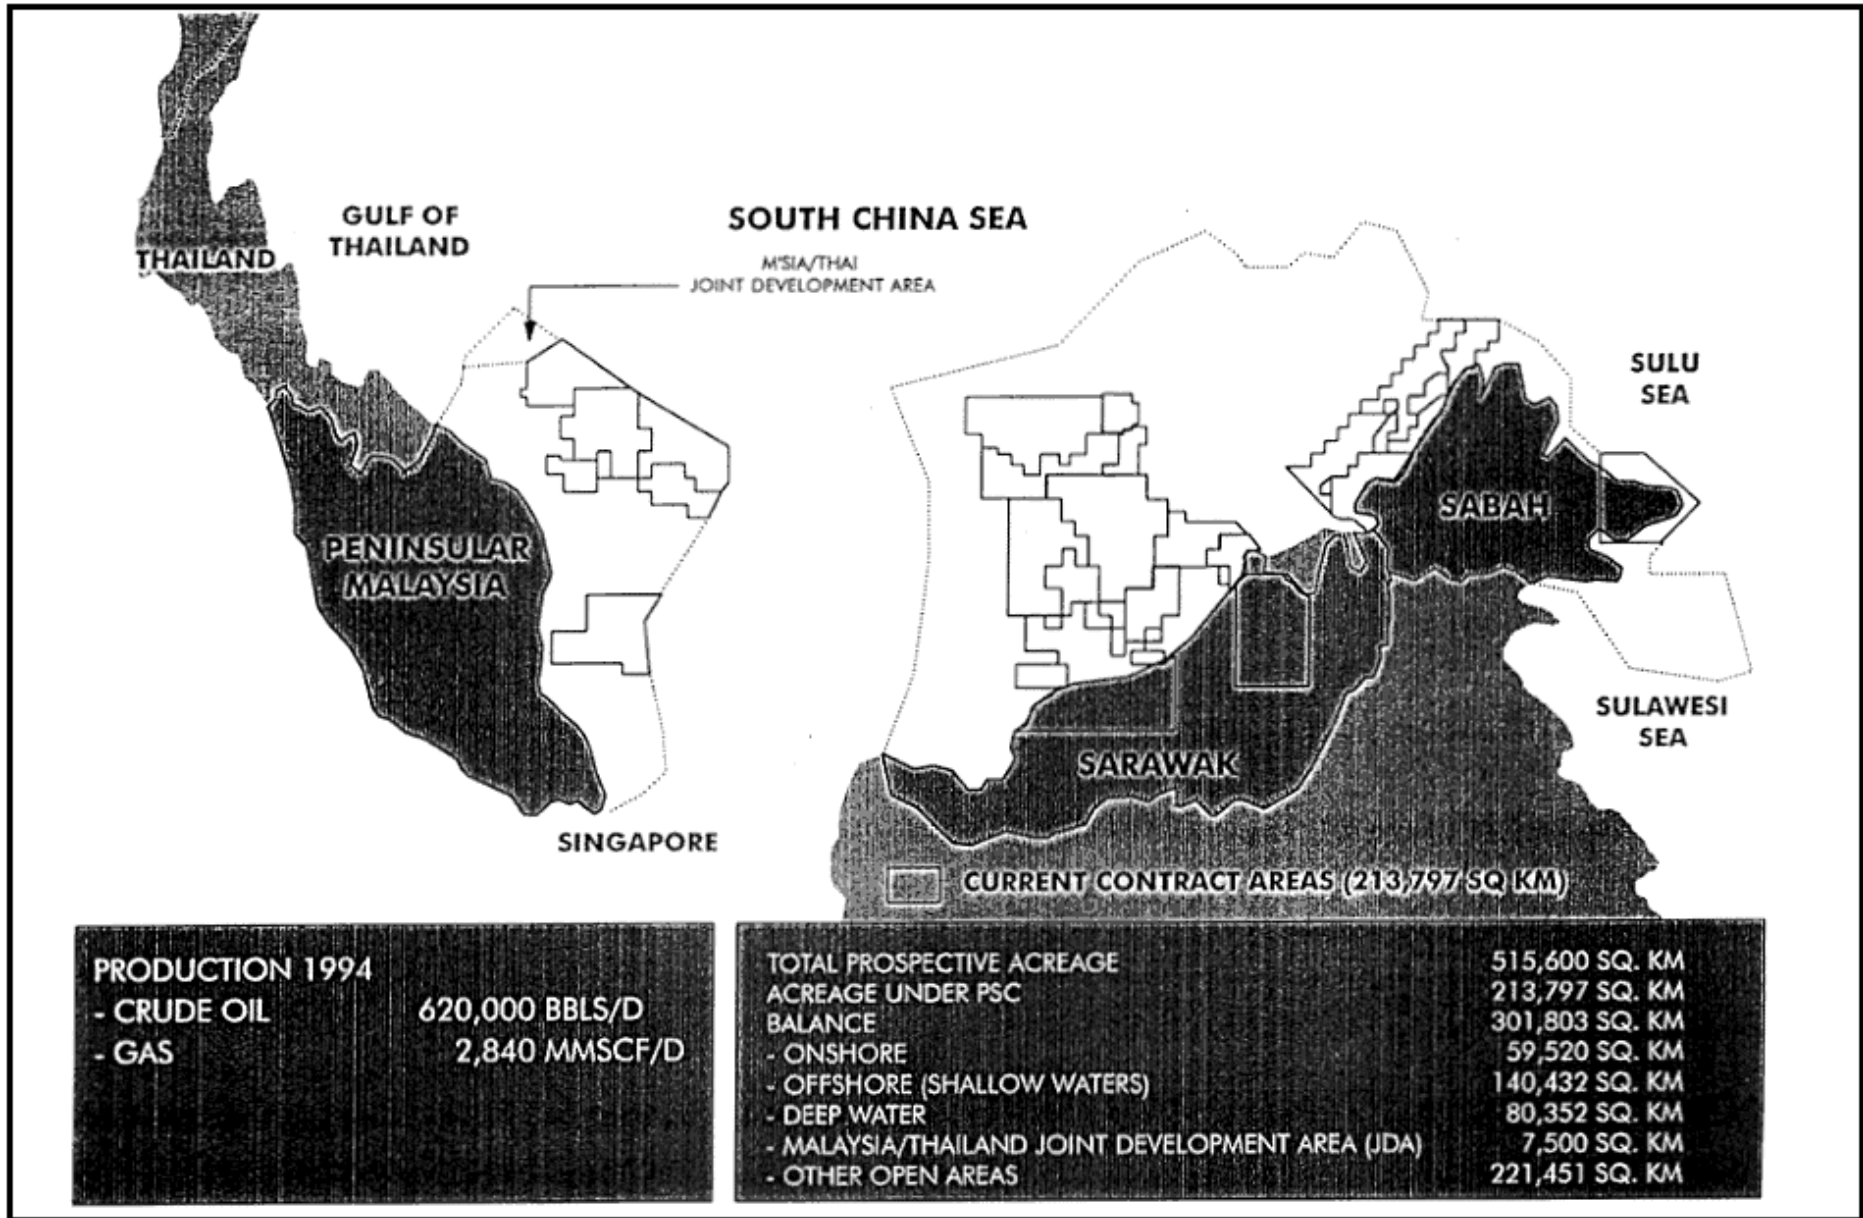 GULF OF
THAILAND
THAILAND
SOUTH CHINA SEA
M'SIA/THAI
JOINT DEVELOPMENT AREA
SULU
SEA
SABAH
PENINSULAR
MALAYSIA
SULAWESI
SEA
SARAWAK
SINGAPORE
CURRENT CONTRACT AREAS (213,797 SQ KM)
PRODUCTION 1994
- CRUDE OIL 620,000 BBLS/D
- GAS 2,840 MMSCF/D
TOTAL PROSPECTIVE ACREAGE 515,600 SQ. KM
ACREAGE UNDER PSC 213,797 SQ. KM
BALANCE 301,803 SQ. KM
- ONSHORE 59,520 SQ. KM
- OFFSHORE (SHALLOW WATERS) 140,432 SQ. KM
- DEEP WATER 80,352 SQ. KM
- MALAYSIA/THAILAND JOINT DEVELOPMENT AREA (JDA) 7,500 SQ. KM
- OTHER OPEN AREAS 221,451 SQ. KM